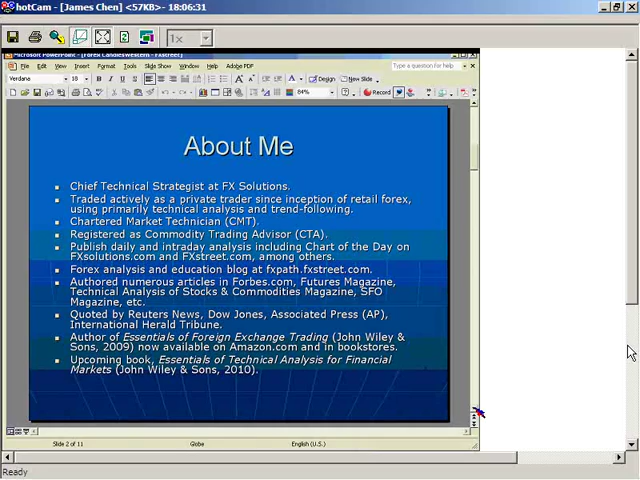 hotCam - [James Chen] <57KB> - 18:06:31
1x
Microsoft PowerPoint - [Forex CandlesWestern - FXstreet]
File Edit View Insert Format Tools Slide Show Window Help Adobe PDF
Type a question for help
Verdana 18 Design New Slide
84% Record
About Me
Chief Technical Strategist at FX Solutions.
Traded actively as a private trader since inception of retail forex,
using primarily technical analysis and trend-following.
Chartered Market Technician (CMT).
Registered as Commodity Trading Advisor (CTA).
Publish daily and intraday analysis including Chart of the Day on
FXsolutions.com and FXstreet.com, among others.
Forex analysis and education blog at fxpath.fxstreet.com.
Authored numerous articles in Forbes.com, Futures Magazine,
Technical Analysis of Stocks & Commodities Magazine, SFO
Magazine, etc.
Quoted by Reuters News, Dow Jones, Associated Press (AP),
International Herald Tribune.
Author of Essentials of Foreign Exchange Trading (John Wiley &
Sons, 2009) now available on Amazon.com and in bookstores.
Upcoming book, Essentials of Technical Analysis for Financial
Markets (John Wiley & Sons, 2010).
Slide 2 of 11 Globe English (U.S.)
Ready